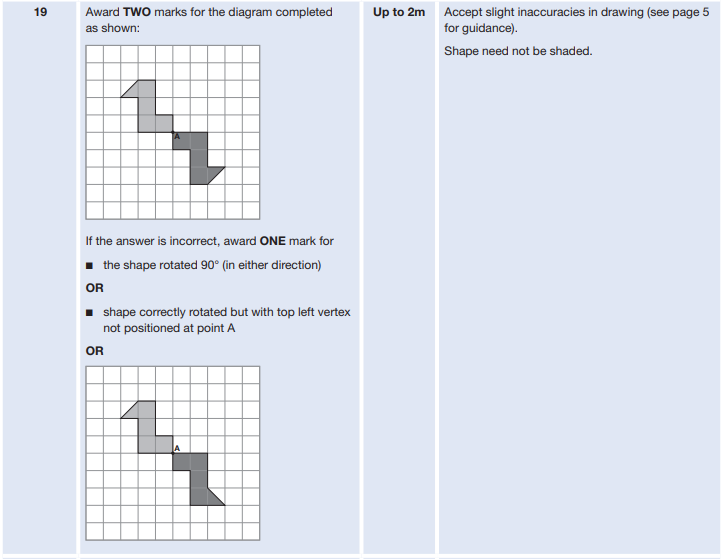 19
Award TWO marks for the diagram completed
as shown:
A
If the answer is incorrect, award ONE mark for
■ the shape rotated 90° (in either direction)
OR
■ shape correctly rotated but with top left vertex
not positioned at point A
OR
A
Up to 2m
Accept slight inaccuracies in drawing (see page 5
for guidance).
Shape need not be shaded.